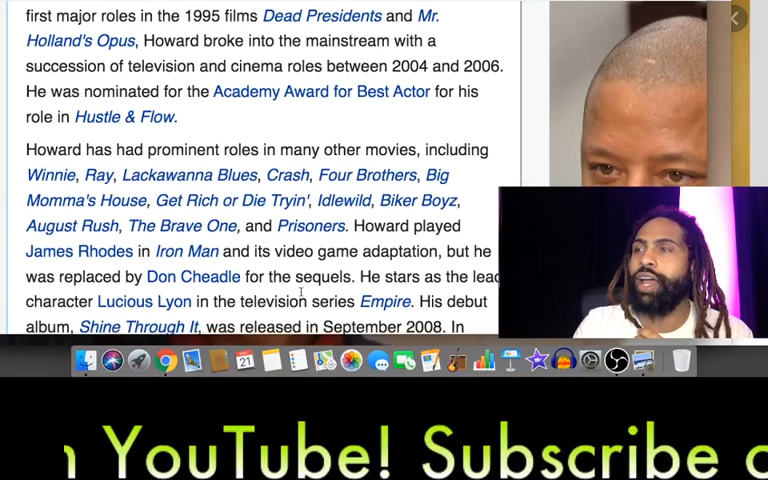 first major roles in the 1995 films Dead Presidents and Mr.
Holland's Opus, Howard broke into the mainstream with a
succession of television and cinema roles between 2004 and 2006.
He was nominated for the Academy Award for Best Actor for his
role in Hustle & Flow.
Howard has had prominent roles in many other movies, including
Winnie, Ray, Lackawanna Blues, Crash, Four Brothers, Big
Momma's House, Get Rich or Die Tryin', Idlewild, Biker Boyz,
August Rush, The Brave One, and Prisoners. Howard played
James Rhodes in Iron Man and its video game adaptation, but he
was replaced by Don Cheadle for the sequels. He stars as the lead
character Lucious Lyon in the television series Empire. His debut
album, Shine Through It, was released in September 2008. In
21
YouTube! Subscribe